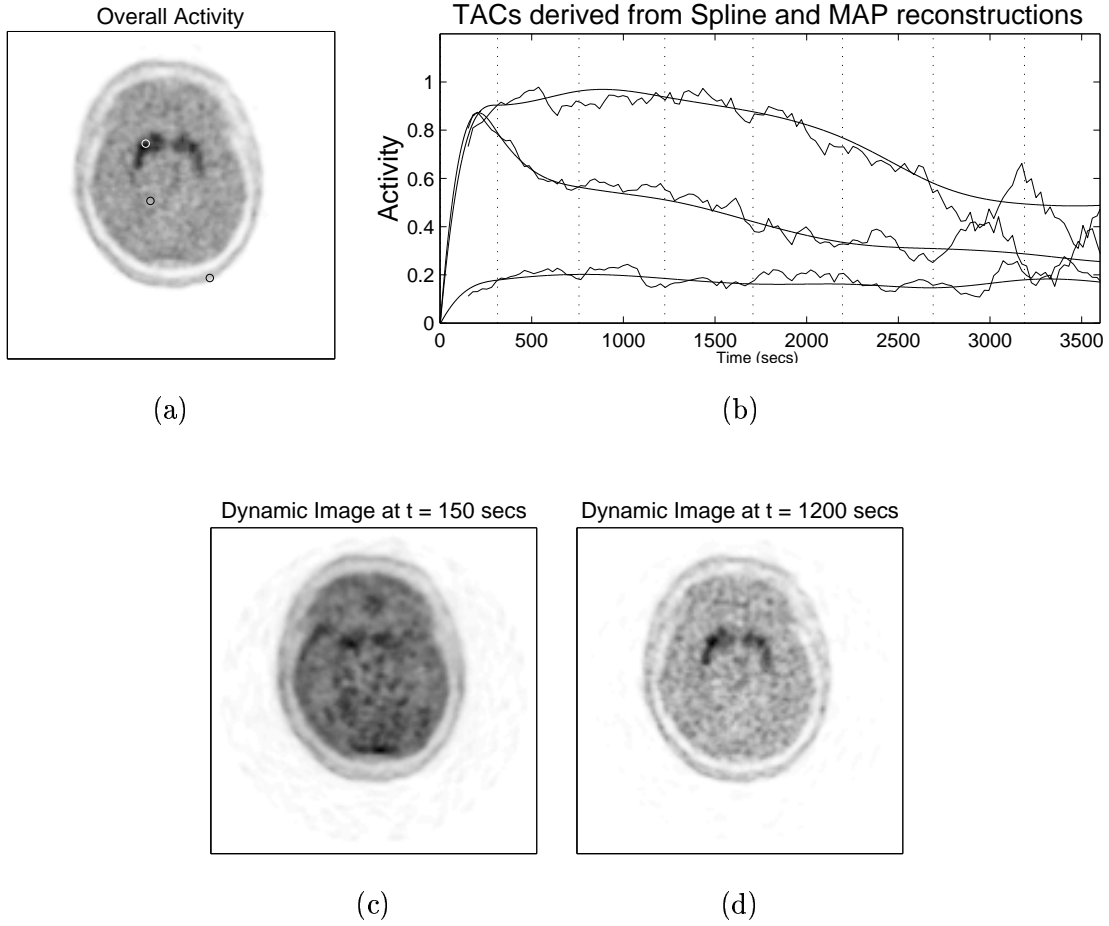 Overall Activity
TACs derived from Spline and MAP reconstructions
1
0.8
0.6
0.4
0.2
0
Activity
0 500 1000 1500 2000 2500 3000 3500
Time (secs)
(a)
(b)
Dynamic Image at t = 150 secs
Dynamic Image at t = 1200 secs
(c)
(d)